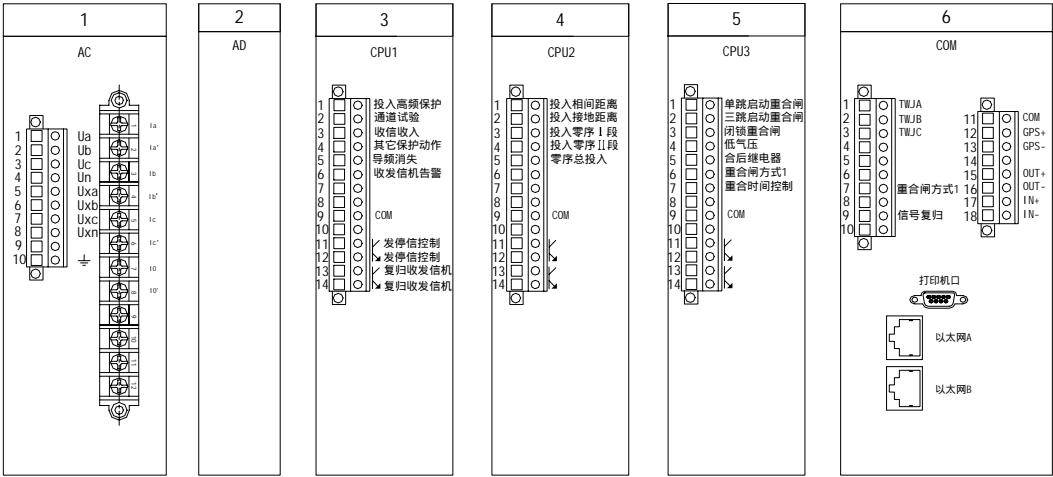 1
AC
1 Ua
2 Ub
3 Uc
4 Un
5 Uxa
6 Uxb
7 Uxc
8 Uxn
9
10
1 Ia
2 Ia'
3 Ib
4 Ib'
5 Ic
6 Ic'
7 I0
8 I0'
9
10
11
12
2
AD
3
CPU1
1 投入高频保护
2 通道试验
3 收信收入
4 其它保护动作
5 导频消失
6 收发信机告警
7
8
9 COM
10
11 发停信控制
12 发停信控制
13 复归收发信机
14 复归收发信机
4
CPU2
1 投入相间距离
2 投入接地距离
3 投入零序Ⅰ段
4 投入零序Ⅱ段
5 零序总投入
6
7
8
9 COM
10
11
12
13
14
5
CPU3
1 单跳启动重合闸
2 三跳启动重合闸
3 闭锁重合闸
4 低气压
5 合后继电器
6 重合闸方式1
7 重合时间控制
8
9 COM
10
11
12
13
14
6
COM
1 TWJA
2 TWJB
3 TWJC
4
5
6
7 重合闸方式1
8
9 信号复归
10
11 COM
12 GPS+
13 GPS-
14
15 OUT+
16 OUT-
17 IN+
18 IN-
打印机口
以太网A
以太网B